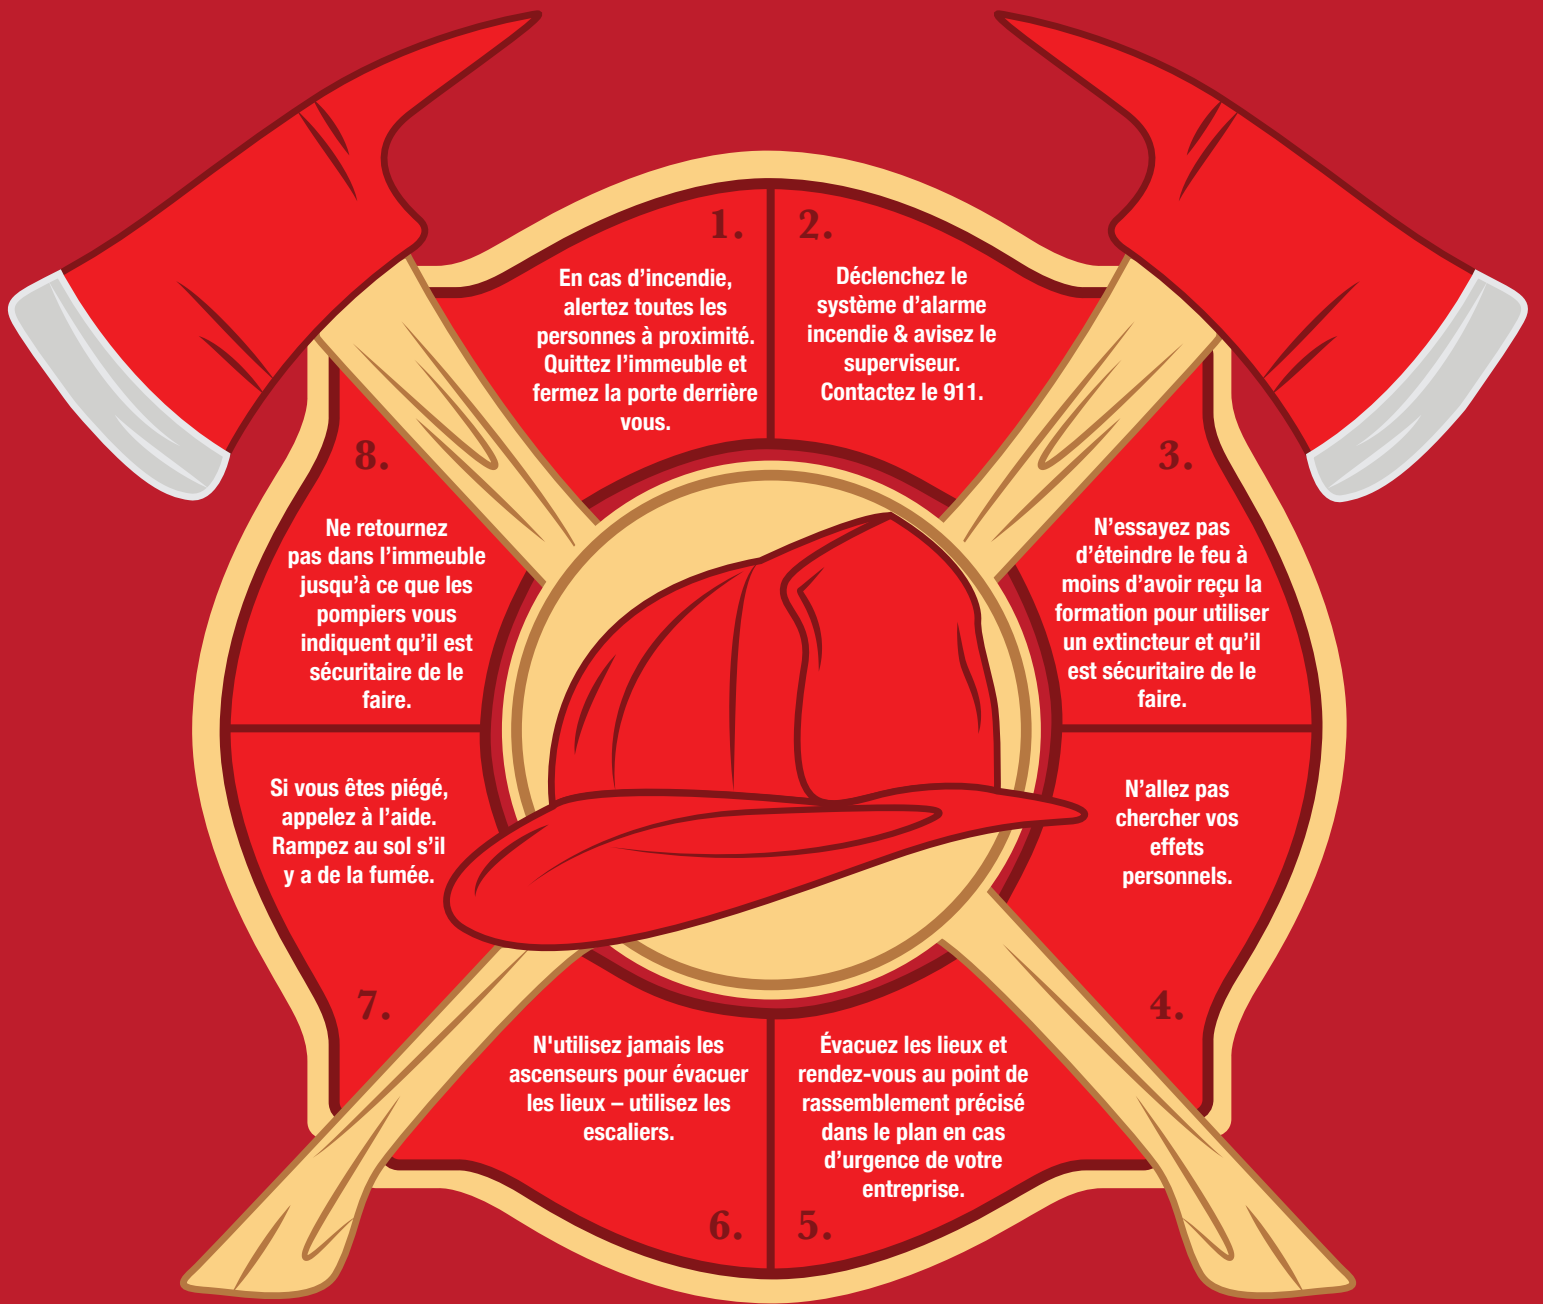 1.
En cas d’incendie,
alertez toutes les
personnes à proximité.
Quittez l’immeuble et
fermez la porte derrière
vous.
2.
Déclenchez le
système d’alarme
incendie & avisez le
superviseur.
Contactez le 911.
3.
N’essayez pas
d’éteindre le feu à
moins d’avoir reçu la
formation pour utiliser
un extincteur et qu’il
est sécuritaire de le
faire.
4.
N’allez pas
chercher vos
effets
personnels.
5.
Évacuez les lieux et
rendez-vous au point de
rassemblement précisé
dans le plan en cas
d’urgence de votre
entreprise.
6.
N'utilisez jamais les
ascenseurs pour évacuer
les lieux – utilisez les
escaliers.
7.
Si vous êtes piégé,
appelez à l’aide.
Rampez au sol s’il
y a de la fumée.
8.
Ne retournez
pas dans l’immeuble
jusqu’à ce que les
pompiers vous
indiquent qu’il est
sécuritaire de le
faire.